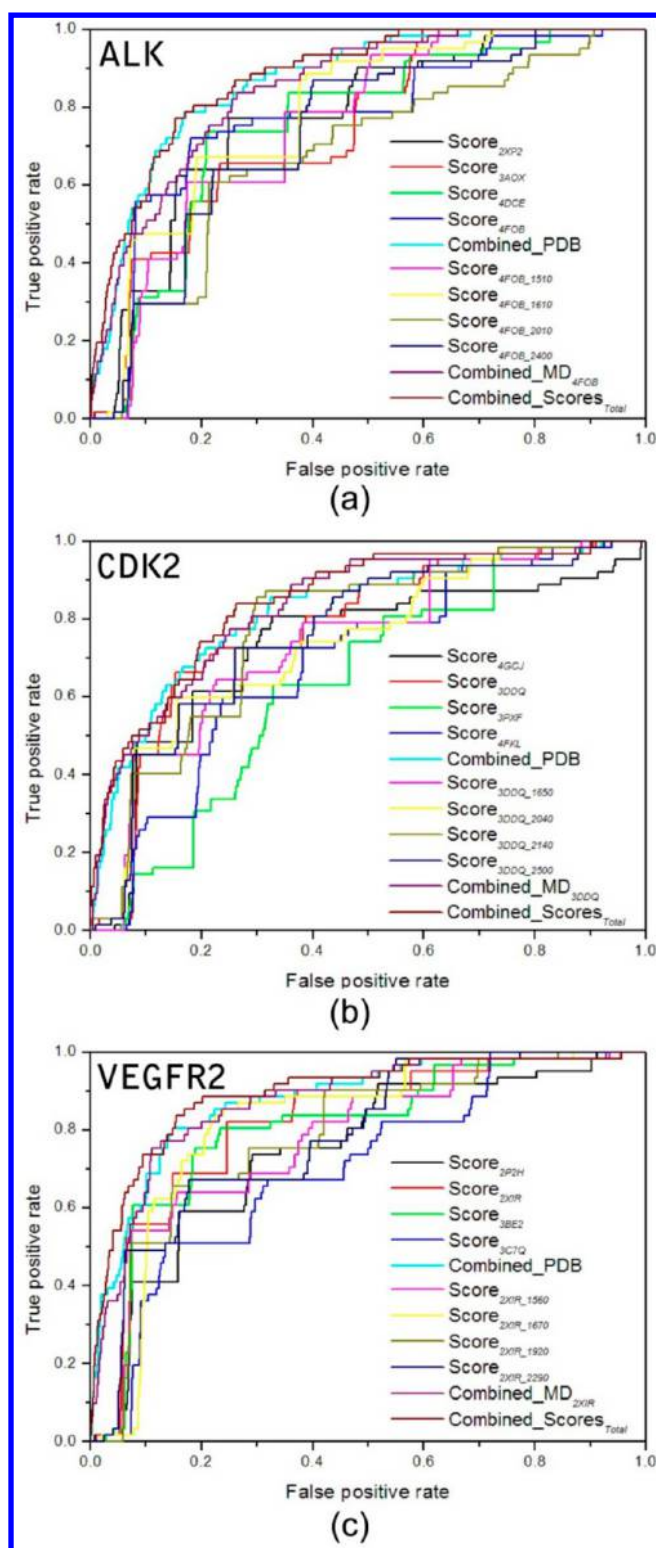 ALK
1.0
0.8
0.6
0.4
0.2
0.0
True positive rate
Score2XP2
Score3AOX
Score4DCE
Score4FOB
Combined_PDB
Score4FOB_1510
Score4FOB_1610
Score4FOB_2010
Score4FOB_2400
Combined_MD4FOB
Combined_ScoresTotal
0.0 0.2 0.4 0.6 0.8 1.0
False positive rate
(a)
CDK2
1.0
0.8
0.6
0.4
0.2
0.0
True positive rate
Score4GCJ
Score3DDQ
Score3PXF
Score4FKL
Combined_PDB
Score3DDQ_1650
Score3DDQ_2040
Score3DDQ_2140
Score3DDQ_2500
Combined_MD3DDQ
Combined_ScoresTotal
0.0 0.2 0.4 0.6 0.8 1.0
False positive rate
(b)
VEGFR2
1.0
0.8
0.6
0.4
0.2
0.0
True positive rate
Score2P2H
Score2XIR
Score3BE2
Score3C7Q
Combined_PDB
Score2XIR_1560
Score2XIR_1670
Score2XIR_1920
Score2XIR_2290
Combined_MD2XIR
Combined_ScoresTotal
0.0 0.2 0.4 0.6 0.8 1.0
False positive rate
(c)